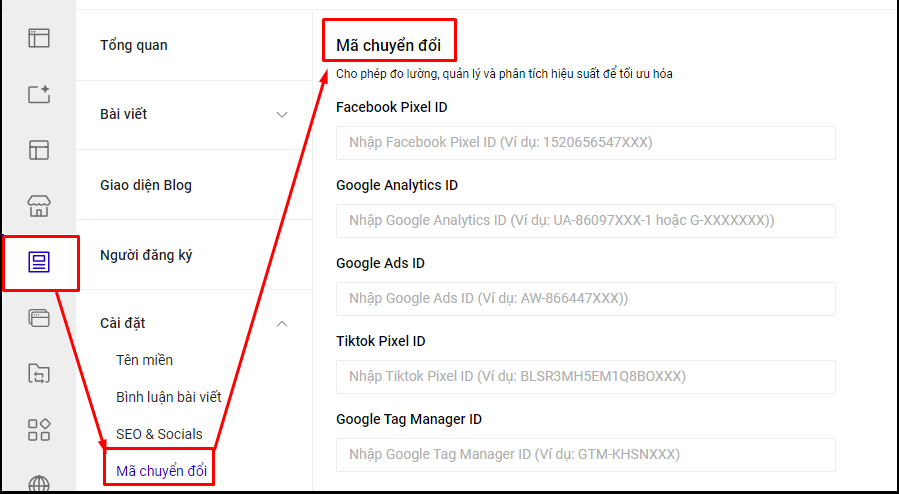 Tổng quan
Bài viết
Giao diện Blog
Người đăng ký
Cài đặt
Tên miền
Bình luận bài viết
SEO & Socials
Mã chuyển đổi
Mã chuyển đổi
Cho phép đo lường, quản lý và phân tích hiệu suất để tối ưu hóa
Facebook Pixel ID
Nhập Facebook Pixel ID (Ví dụ: 1520656547XXX)
Google Analytics ID
Nhập Google Analytics ID (Ví dụ: UA-86097XXX-1 hoặc G-XXXXXXX))
Google Ads ID
Nhập Google Ads ID (Ví dụ: AW-866447XXX))
Tiktok Pixel ID
Nhập Tiktok Pixel ID (Ví dụ: BLSR3MH5EM1Q8BOXXX)
Google Tag Manager ID
Nhập Google Tag Manager ID (Ví dụ: GTM-KHSNXXX)